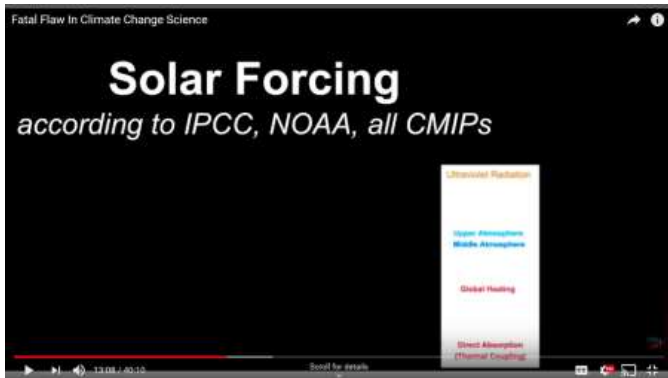 Fatal Flaw In Climate Change Science
Solar Forcing
according to IPCC, NOAA, all CMIPs
Ultraviolet Radiation
Upper Atmosphere
Middle Atmosphere
Global Heating
Direct Absorption
(Thermal Coupling)
13:08 / 40:10
Scroll for details